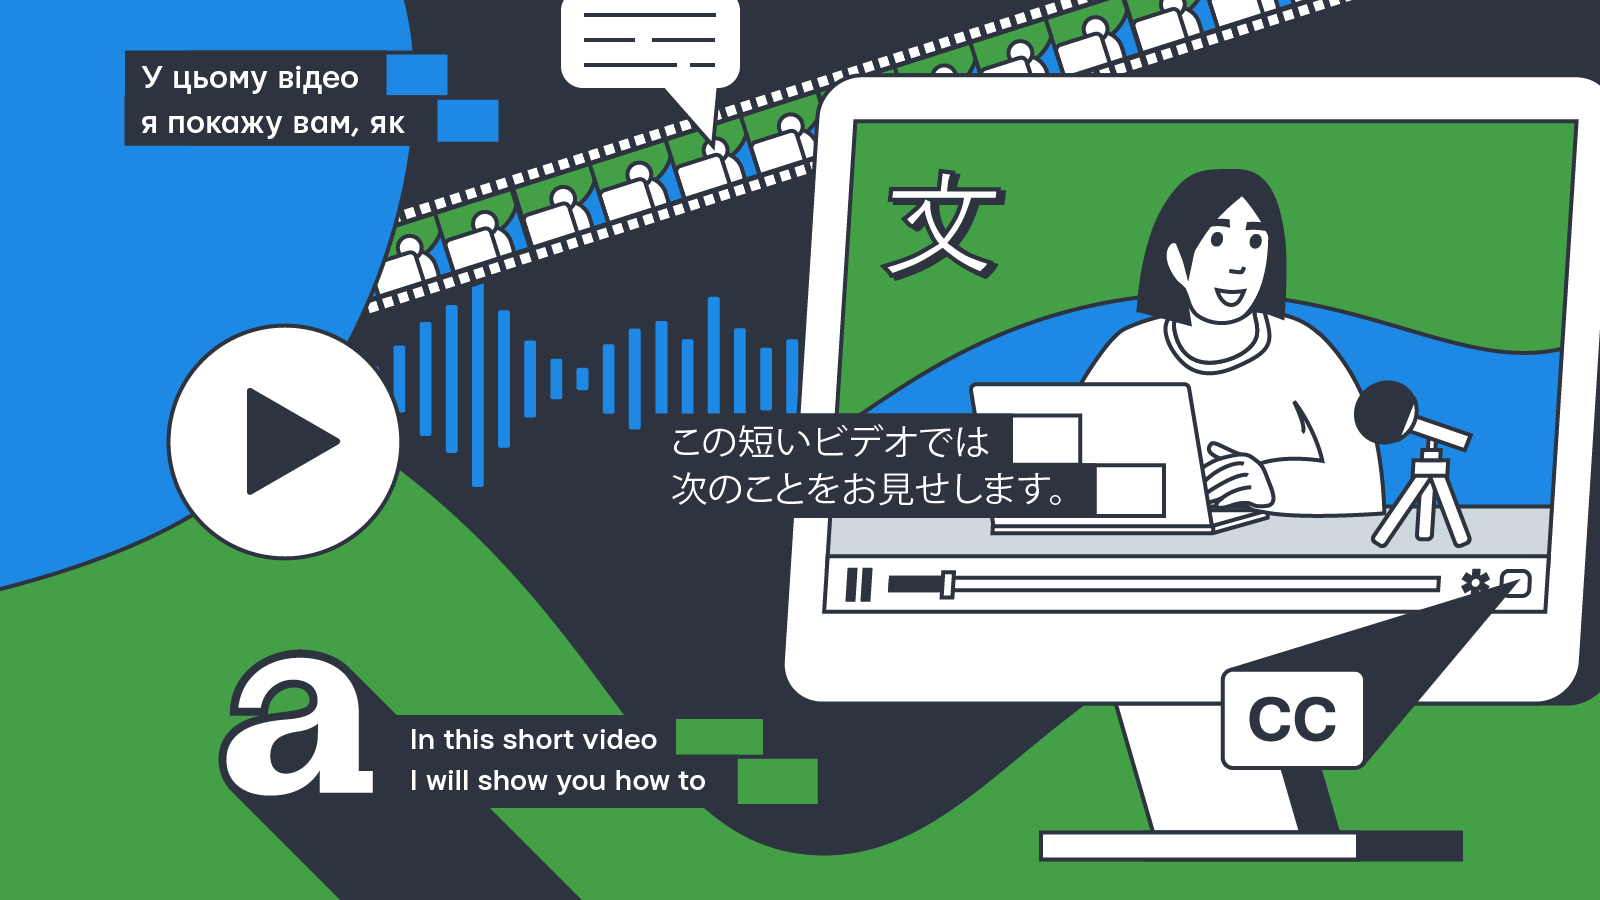 У цьому відео
я покажу вам, як
文
この短いビデオでは
次のことをお見せします。
CC
a
In this short video
I will show you how to